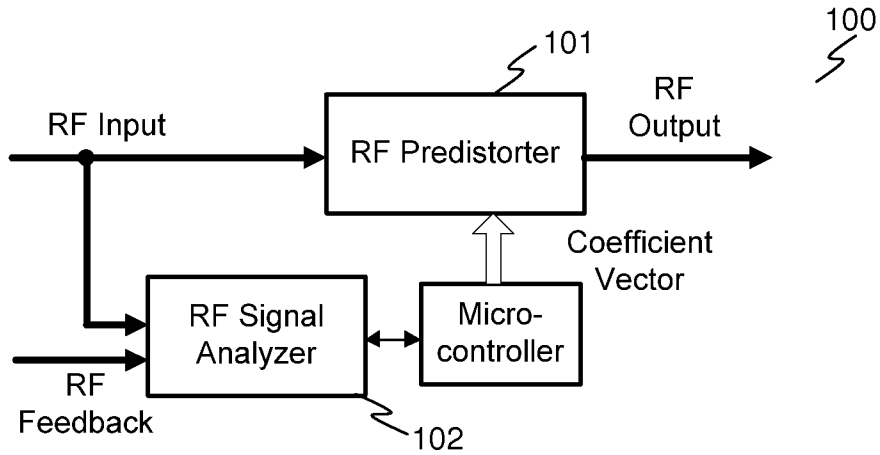 100
101
RF Input
RF Predistorter
RF
Output
Coefficient
Vector
RF Signal
Analyzer
Micro-
controller
RF
Feedback
102